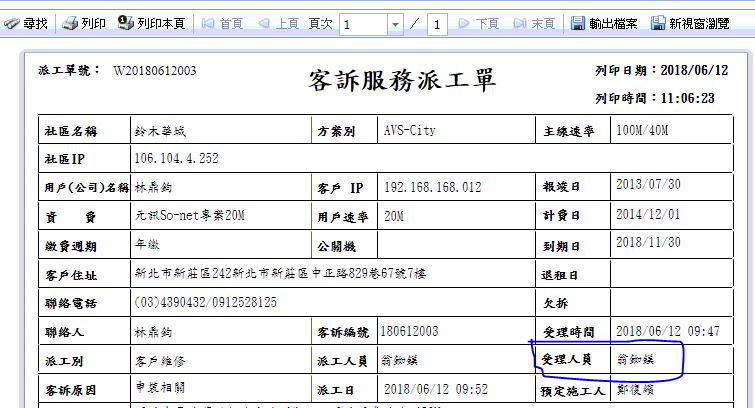 尋找 列印 列印本頁 首頁 上頁 頁次 1 / 1 下頁 末頁 輸出檔案 新視窗瀏覽
派工單號： W20180612003 客訴服務派工單 列印日期：2018/06/12
列印時間：11:06:23
社區名稱 鈴木華城 方案別 AVS-City 主線速率 100M/40M
社區IP 106.104.4.252
用戶(公司)名稱 林鼎鈞 客戶 IP 192.168.168.012 報竣日 2013/07/30
資 費 元訊So-net專案20M 用戶速率 20M 計費日 2014/12/01
繳費週期 年繳 公關機 到期日 2018/11/30
客戶住址 新北市新莊區242新北市新莊區中正路829巷67號7樓 退租日
聯絡電話 (03)4390432/0912528125 欠拆
聯絡人 林鼎鈞 客訴編號 180612003 受理時間 2018/06/12 09:47
派工別 客戶維修 派工人員 翁如媄 受理人員 翁如媄
客訴原因 申裝相關 派工日 2018/06/12 09:52 預定施工人 鄭俊